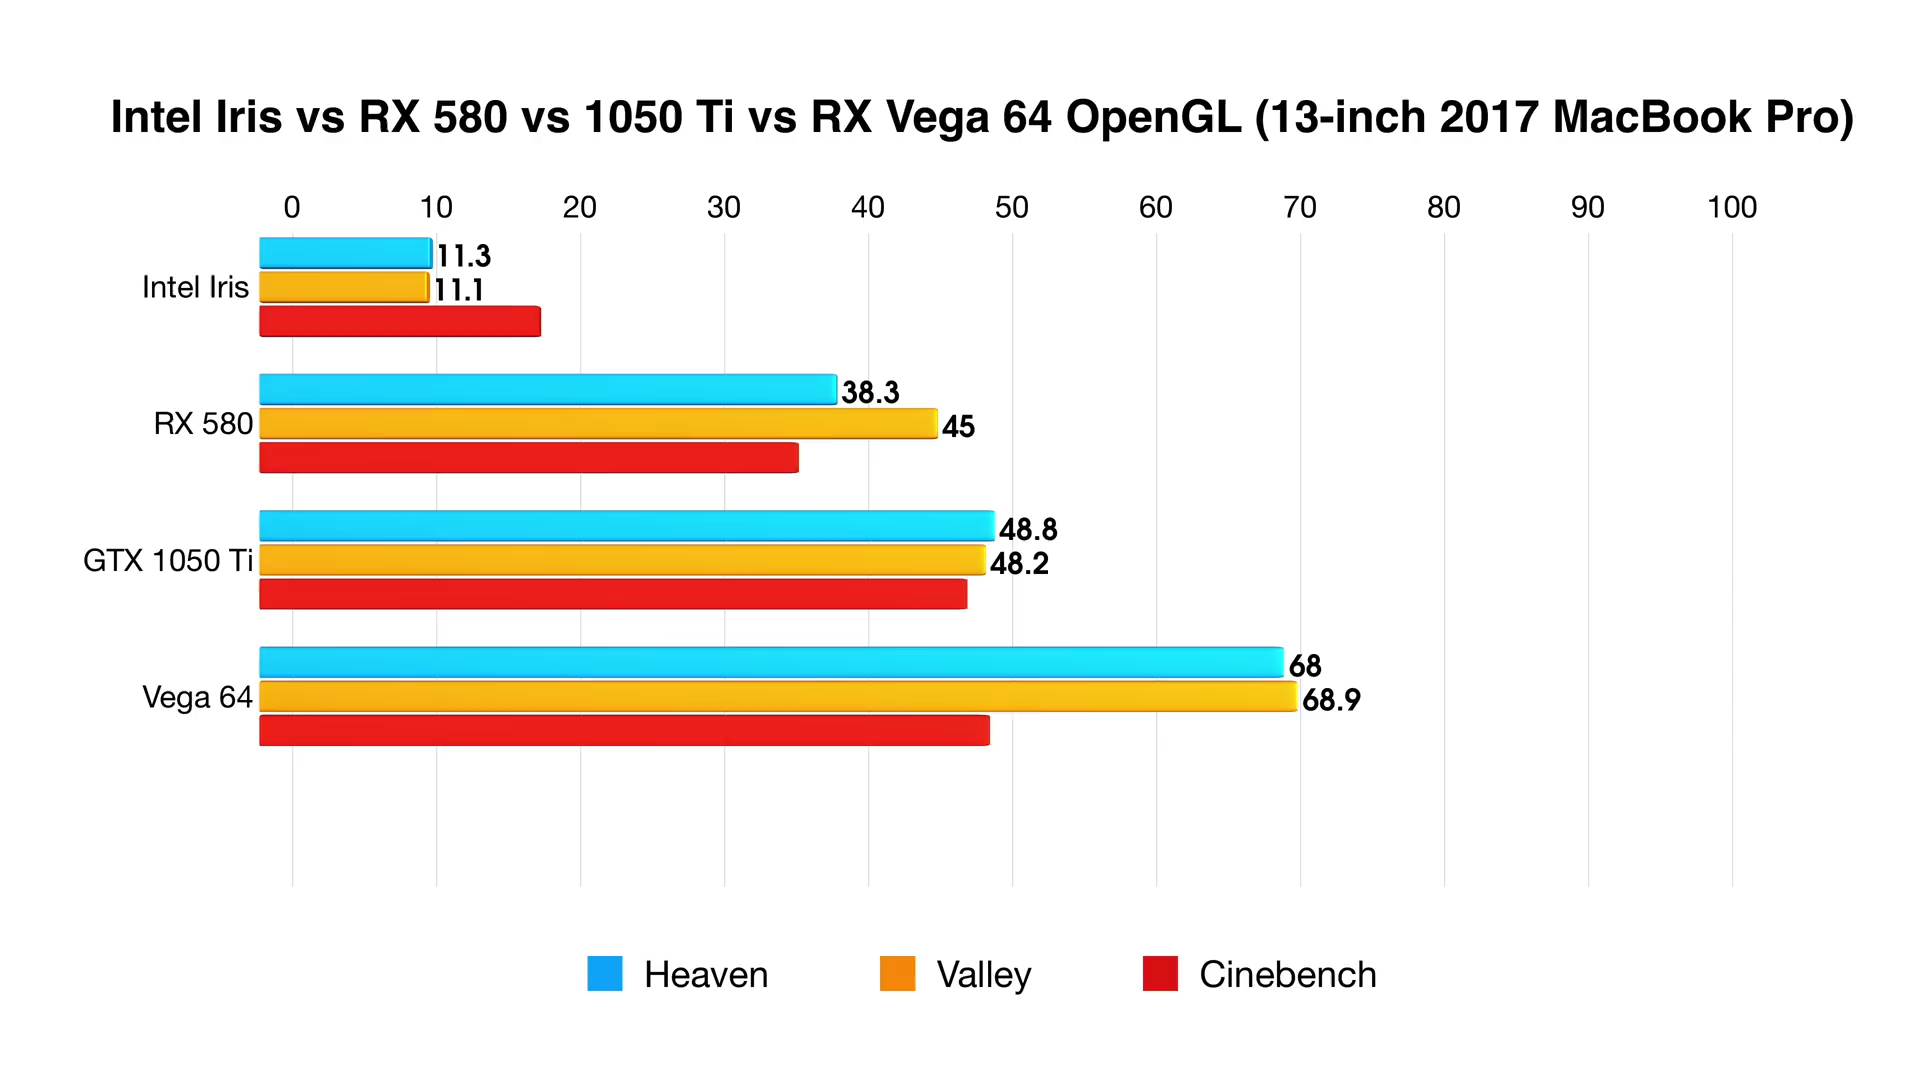 Intel Iris vs RX 580 vs 1050 Ti vs RX Vega 64 OpenGL (13-inch 2017 MacBook Pro)
0 10 20 30 40 50 60 70 80 90 100
11.3
Intel Iris 11.1
38.3
RX 580 45
48.8
GTX 1050 Ti 48.2
68
Vega 64 68.9
Heaven Valley Cinebench